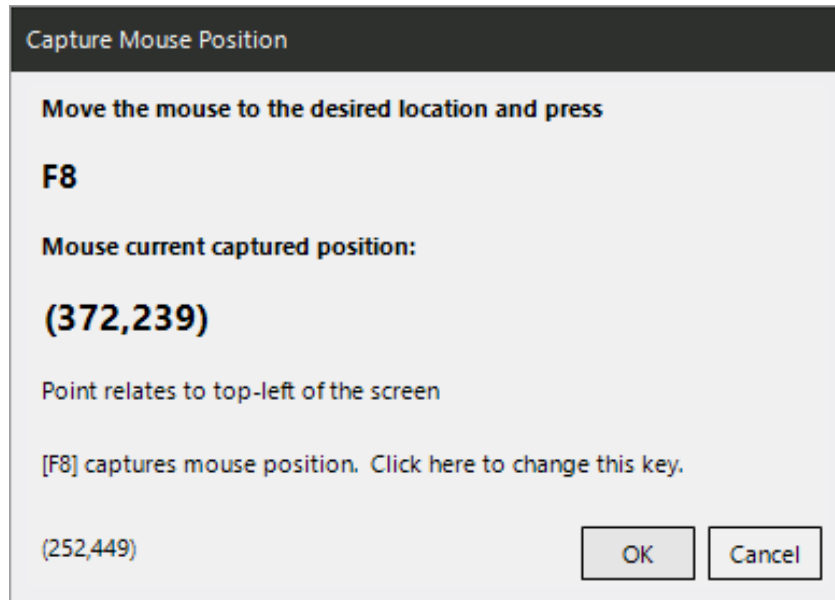 Capture Mouse Position
Move the mouse to the desired location and press
F8
Mouse current captured position:
(372,239)
Point relates to top-left of the screen
[F8] captures mouse position.  Click here to change this key.
(252,449)
OK
Cancel